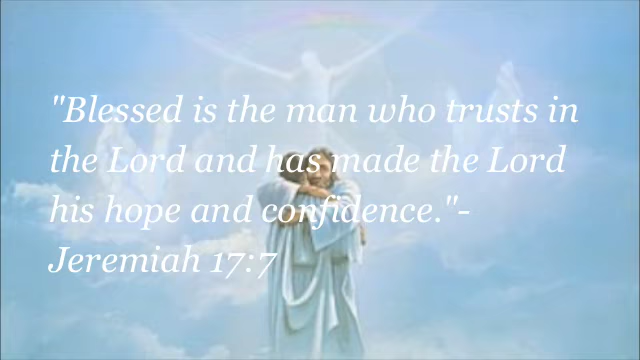 "Blessed is the man who trusts in
the Lord and has made the Lord
his hope and confidence."-
Jeremiah 17:7